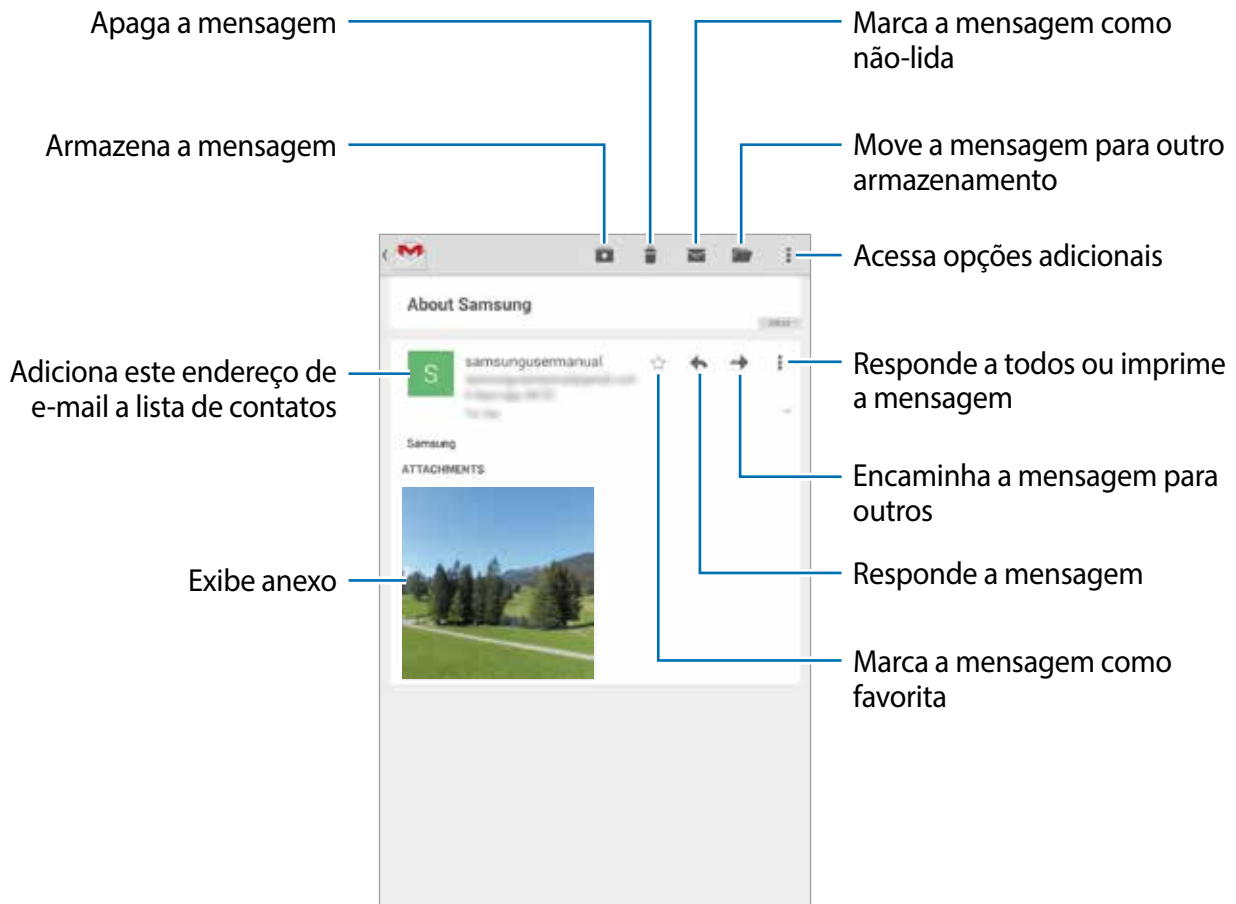 Apaga a mensagem
Marca a mensagem como
não-lida
Armazena a mensagem
Move a mensagem para outro
armazenamento
Acessa opções adicionais
About Samsung
Adiciona este endereço de
e-mail a lista de contatos
S
samsungusermanual
Responde a todos ou imprime
a mensagem
Samsung
ATTACHMENTS
Encaminha a mensagem para
outros
Exibe anexo
Responde a mensagem
Marca a mensagem como
favorita